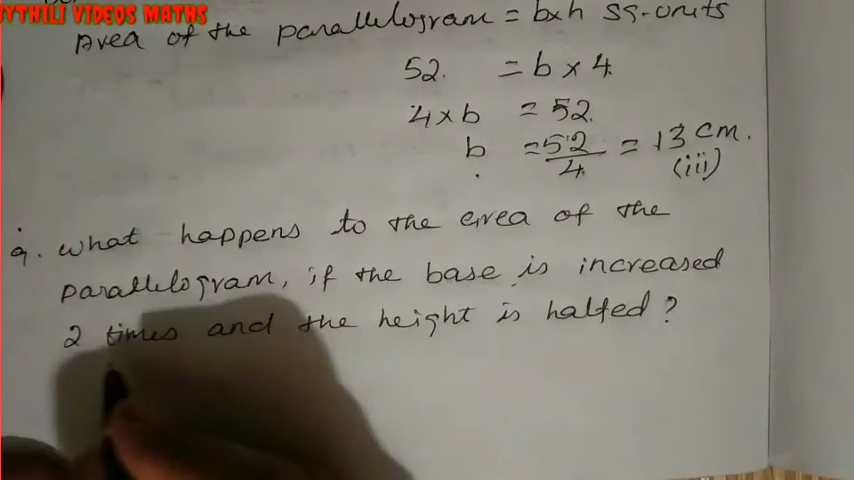 YTHILI VIDEOS MATHS
Area of the parallelogram = b×h sq.units
52 = b × 4
4×b = 52
b = 52/4 = 13 cm.
(iii)
9. What happens to the area of the
parallelogram, if the base is increased
2 times and the height is halfed?